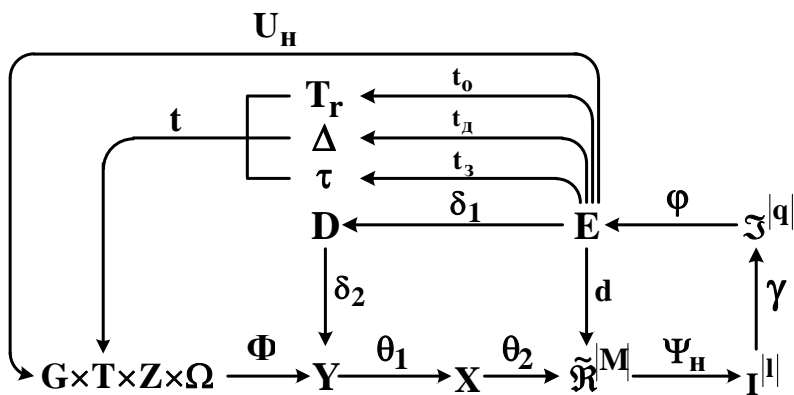 Uн
Tr tо
t Δ tд
τ tз
D δ1 E φ ℑ|q|
δ2 d γ
G×T×Z×Ω Φ Y θ1 X θ2 ℜ̃|M| Ψн I|l|